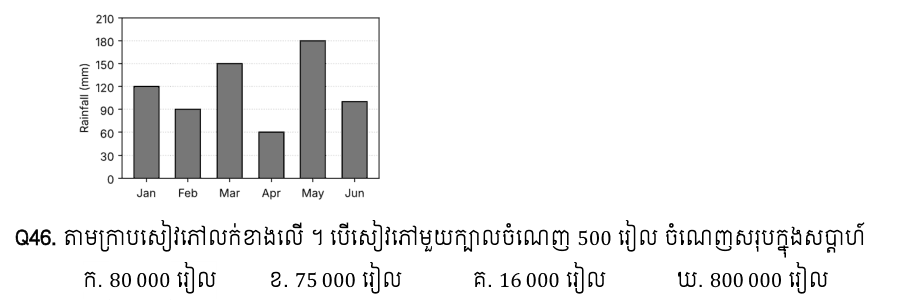 210
180
150
120
90
60
30
0
Rainfall (mm)
Jan Feb Mar Apr May Jun
Q46. តាមក្រាបសៀវភៅលក់ខាងលើ ។ បើសៀវភៅមួយក្បាលចំណេញ 500 រៀល ចំណេញសរុបក្នុងសប្តាហ៍
ក. 80 000 រៀល ខ. 75 000 រៀល គ. 16 000 រៀល ឃ. 800 000 រៀល